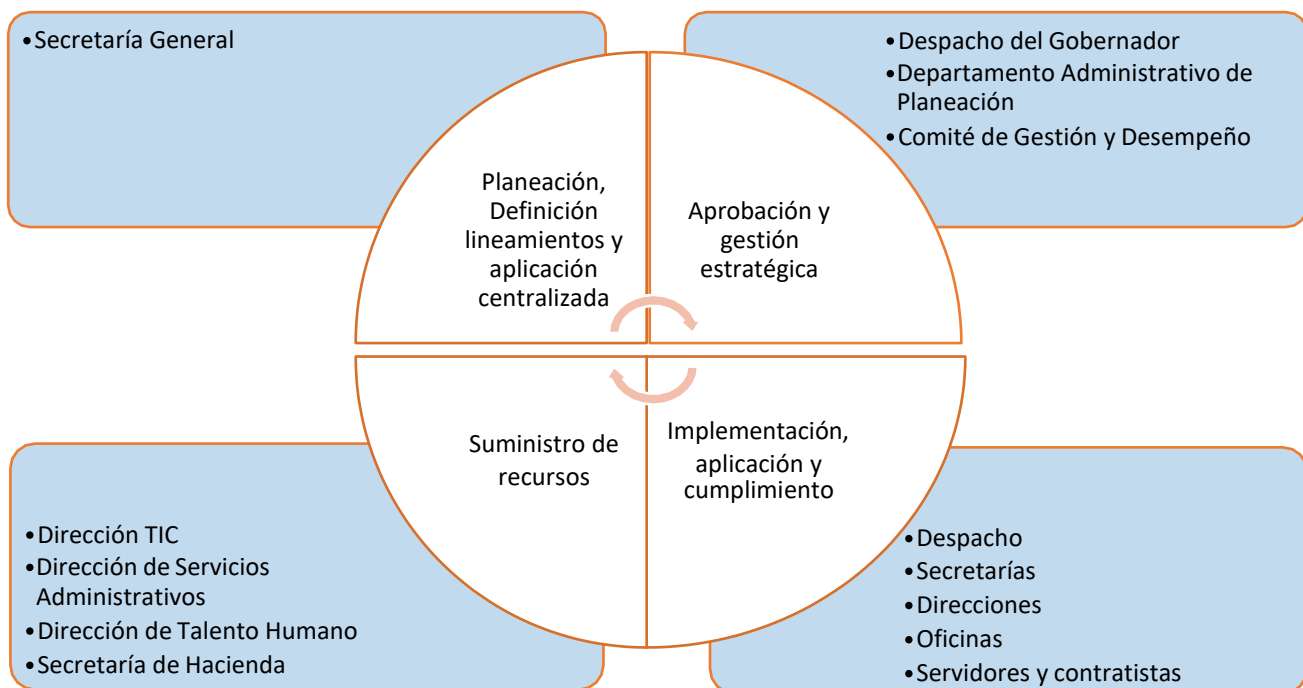 •Secretaría General
•Despacho del Gobernador
•Departamento Administrativo de
Planeación
•Comité de Gestión y Desempeño
Planeación,
Definición
lineamientos y
aplicación
centralizada
Aprobación y
gestión
estratégica
Suministro de
recursos
Implementación,
aplicación y
cumplimiento
•Dirección TIC
•Dirección de Servicios
Administrativos
•Dirección de Talento Humano
•Secretaría de Hacienda
•Despacho
•Secretarías
•Direcciones
•Oficinas
•Servidores y contratistas